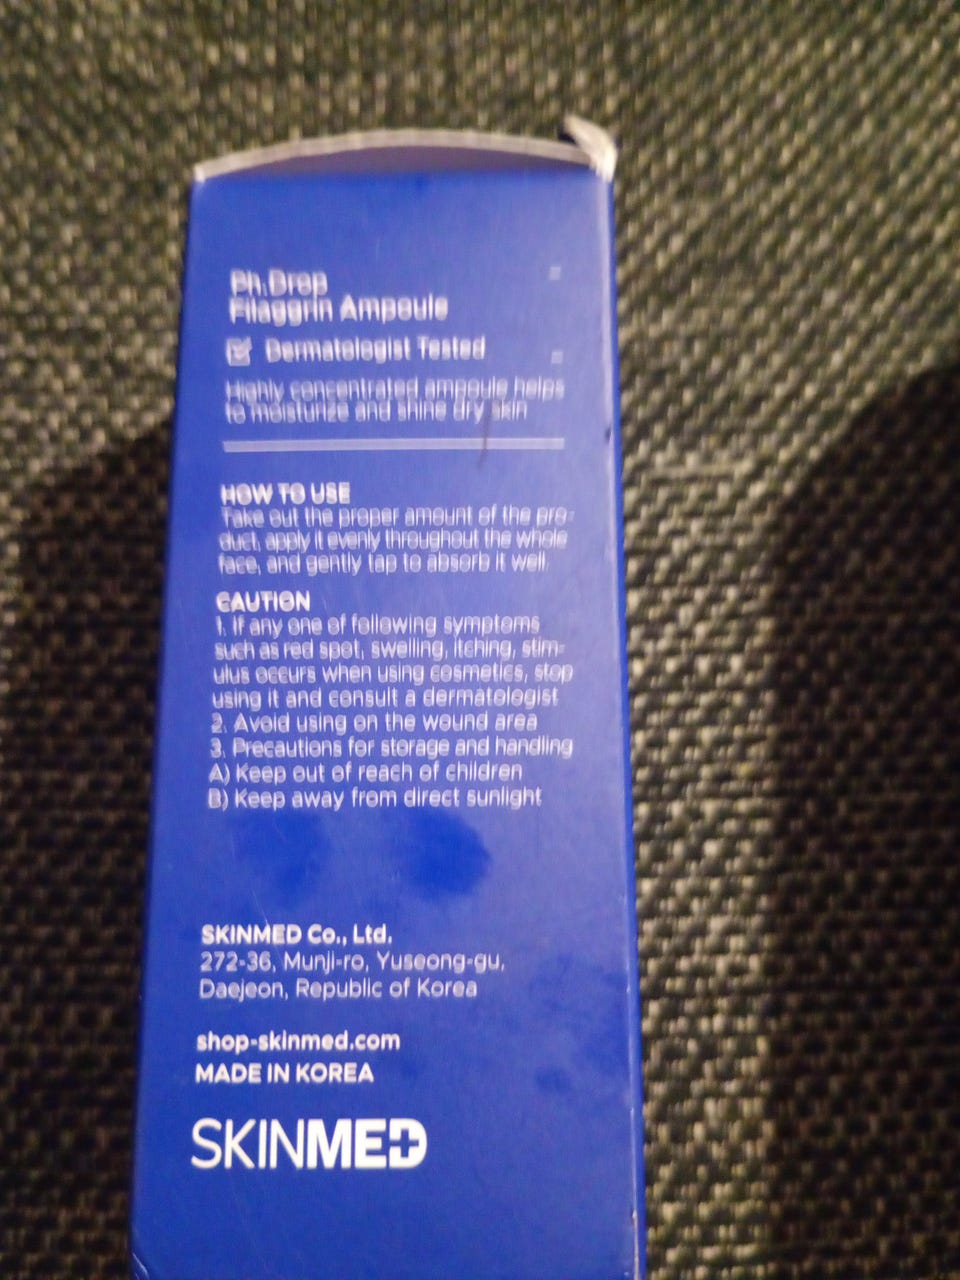 Ph.Drop
Filaggrin Ampoule
Dermatologist Tested
Highly concentrated ampoule helps
to moisturize and shine dry skin
HOW TO USE
Take out the proper amount of the pro-
duct, apply it evenly throughout the whole
face, and gently tap to absorb it well.
CAUTION
1. If any one of following symptoms
such as red spot, swelling, itching, stim-
ulus occurs when using cosmetics, stop
using it and consult a dermatologist
2. Avoid using on the wound area
3. Precautions for storage and handling
A) Keep out of reach of children
B) Keep away from direct sunlight
SKINMED Co., Ltd.
272-36, Munji-ro, Yuseong-gu,
Daejeon, Republic of Korea
shop-skinmed.com
MADE IN KOREA
SKINMED